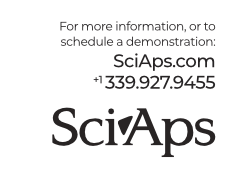 For more information, or to
schedule a demonstration:
SciAps.com
+1 339.927.9455
SciAps